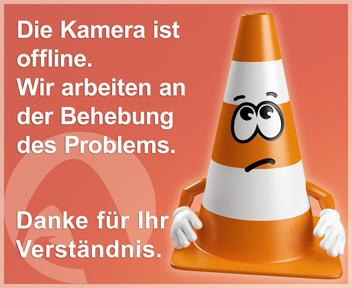 Die Kamera ist
offline.
Wir arbeiten an
der Behebung
des Problems.
Danke für Ihr
Verständnis.